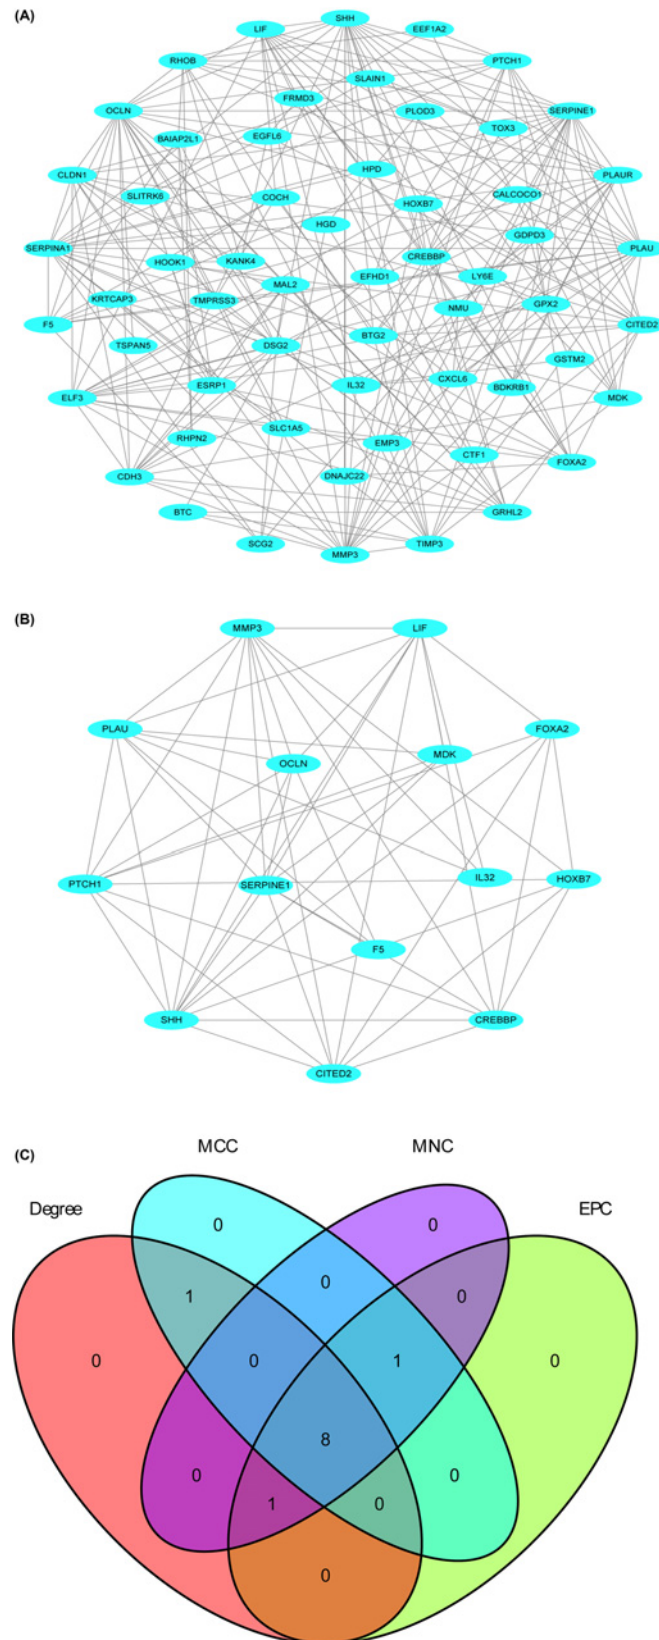 (A)
SHH
LIF
EEF1A2
RHOB
PTCH1
SLAIN1
FRMD3
OCLN
PLOD3
SERPINE1
TOX3
BAIAP2L1
EGFL6
HPD
CLDN1
PLAUR
SLITRK6
COCH
CALCOCO1
HOXB7
HGD
GDPD3
SERPINA1
PLAU
CREBBP
HOOK1
KANK4
EFHD1
LY6E
MAL2
KRTCAP3
TMPRSS3
GPX2
NMU
F5
CITED2
BTG2
TSPAN5
DSG2
GSTM2
CXCL6
ESRP1
IL32
BDKRB1
ELF3
MDK
SLC1A5
RHPN2
EMP3
CTF1
FOXA2
CDH3
DNAJC22
BTC
GRHL2
SCG2
TIMP3
MMP3
(B)
MMP3
LIF
PLAU
FOXA2
OCLN
MDK
PTCH1
SERPINE1
IL32
HOXB7
F5
SHH
CREBBP
CITED2
(C)
MCC
MNC
Degree
EPC
0
0
1
0
0
0
0
1
0
8
0
0
1
0
0